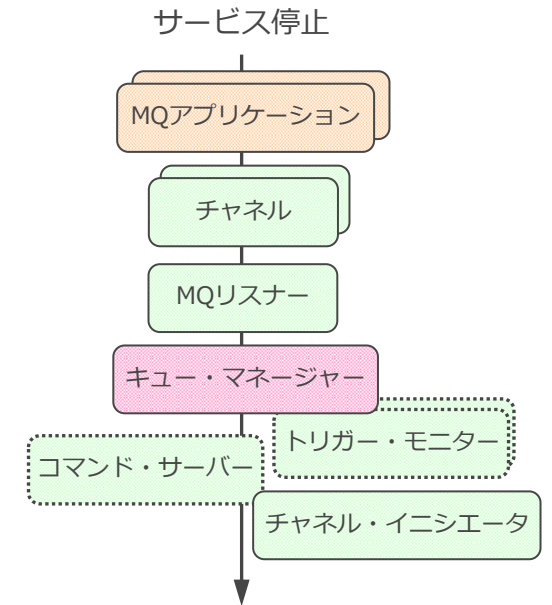 サービス停止
MQアプリケーション
チャネル
MQリスナー
キュー・マネージャー
トリガー・モニター
コマンド・サーバー
チャネル・イニシエータ